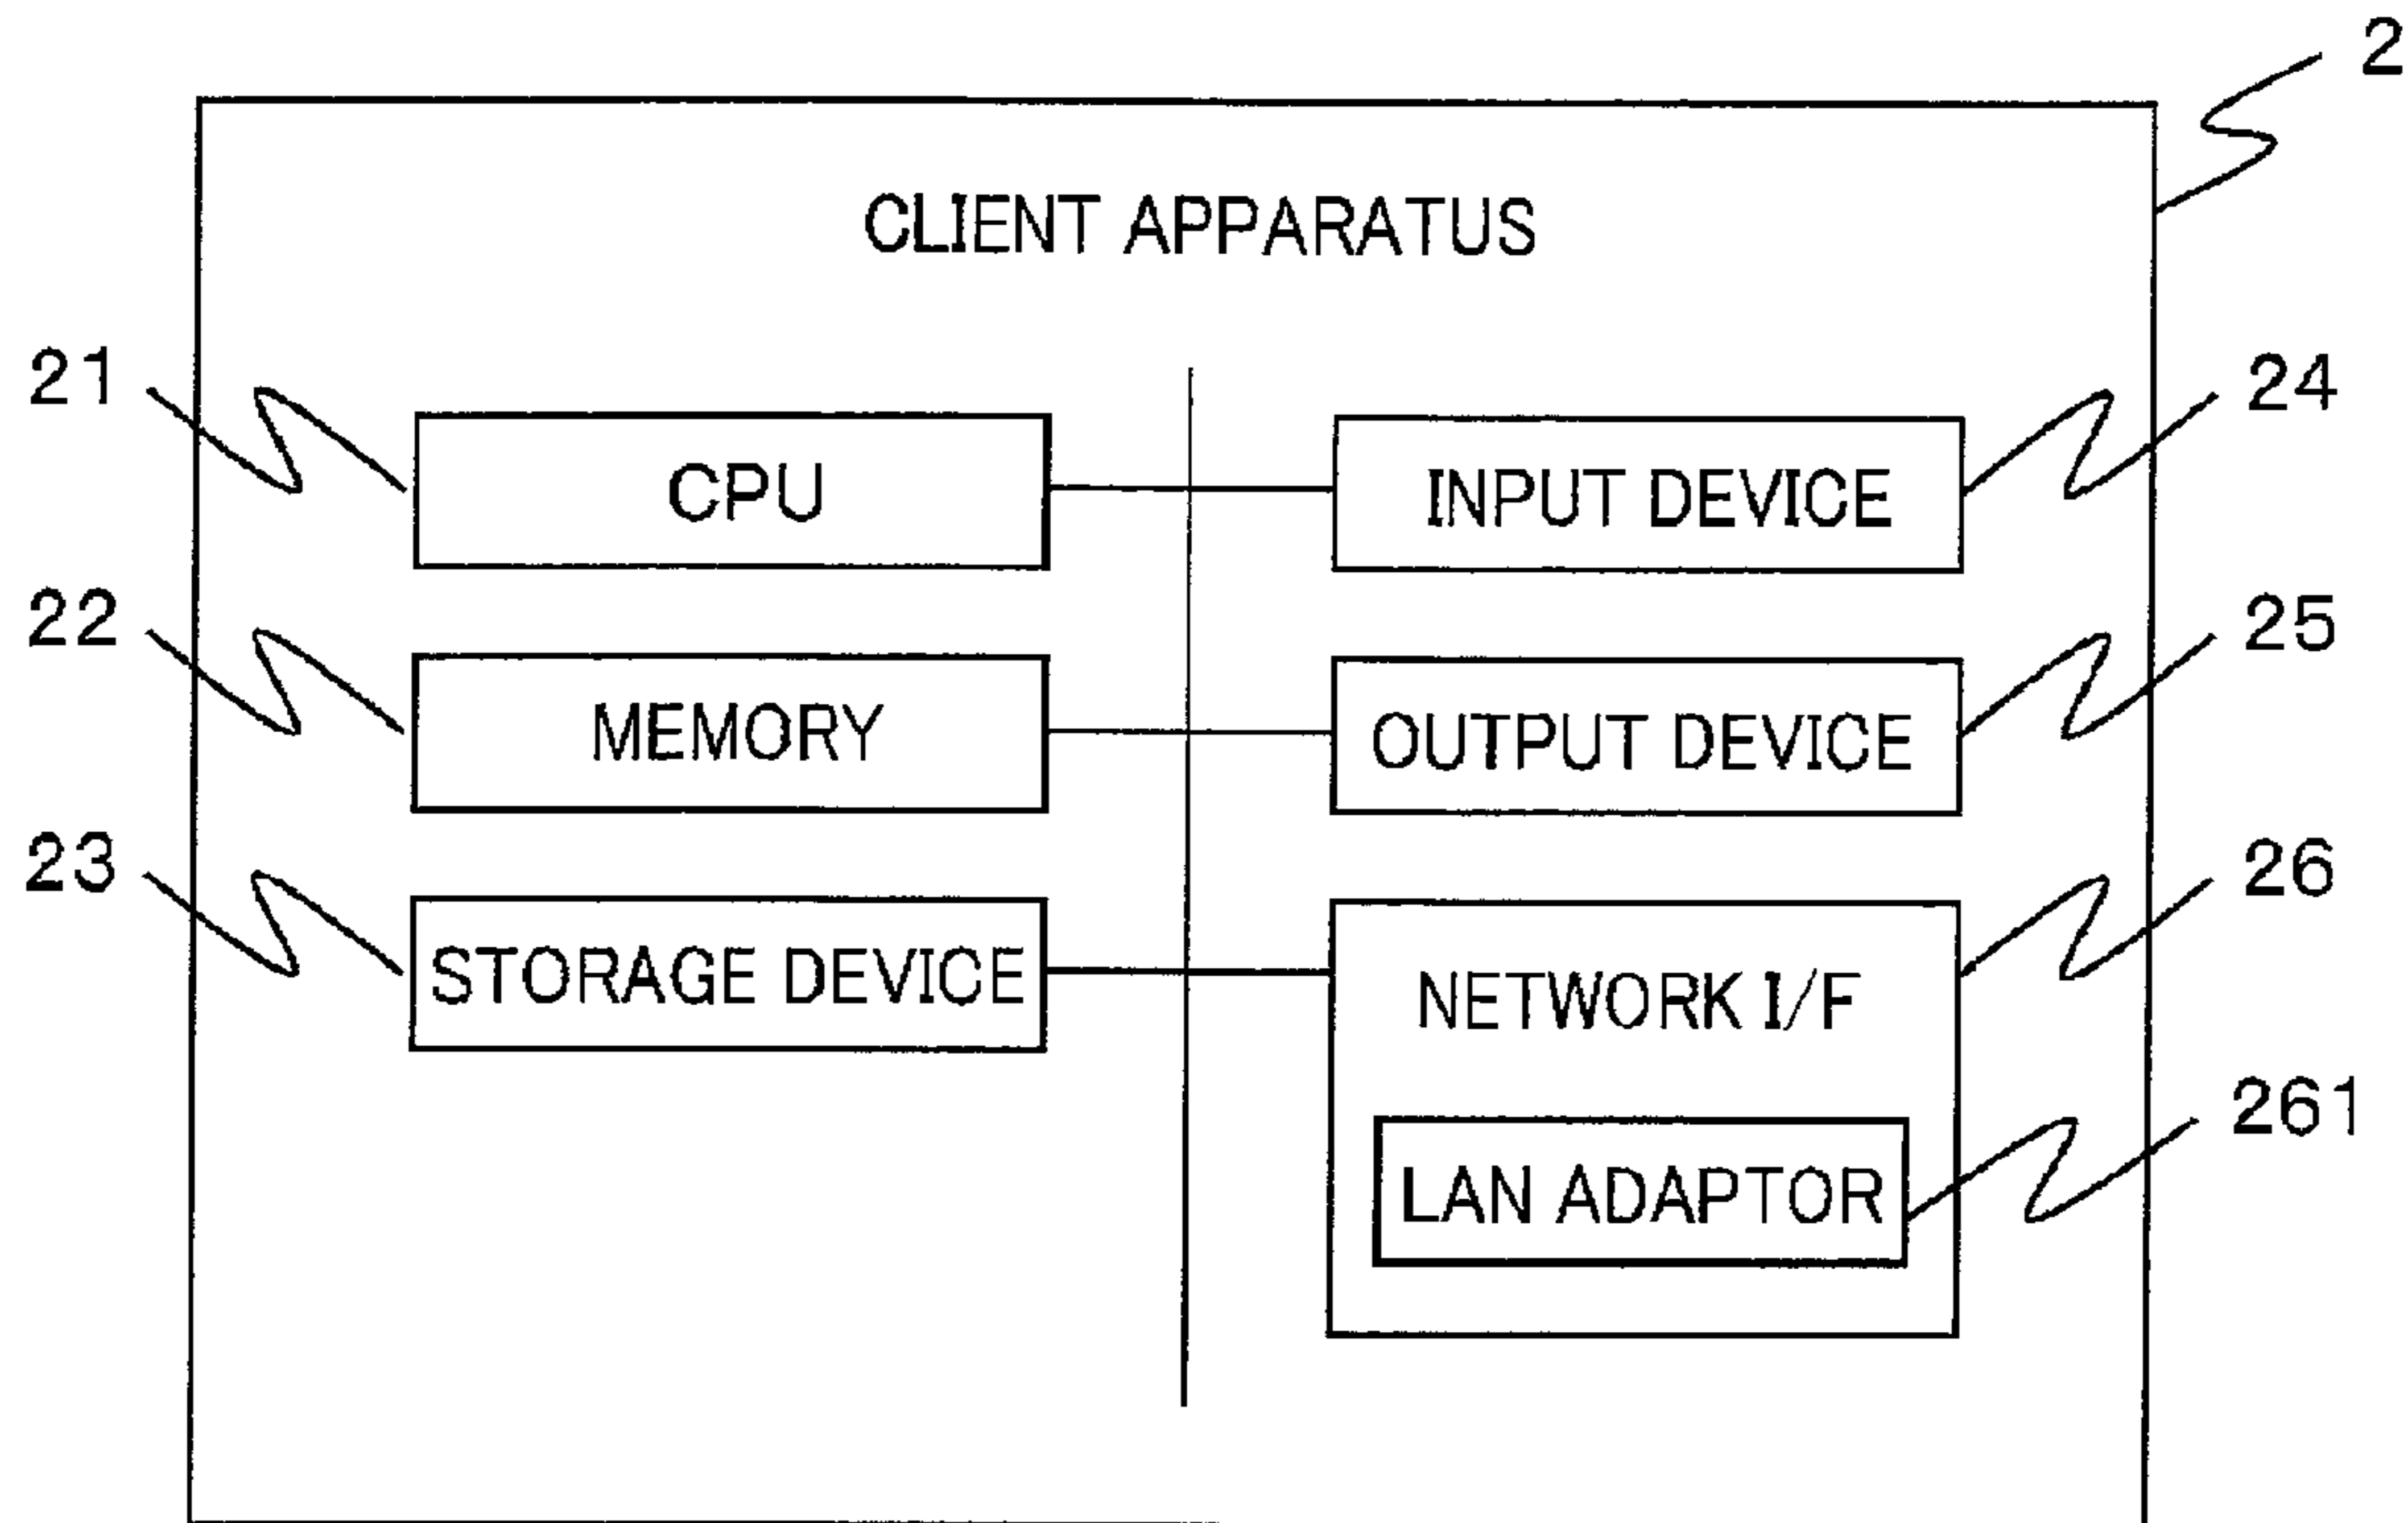 2
CLIENT APPARATUS
21
CPU
INPUT DEVICE
24
22
MEMORY
OUTPUT DEVICE
25
23
STORAGE DEVICE
NETWORK I/F
26
LAN ADAPTOR
261